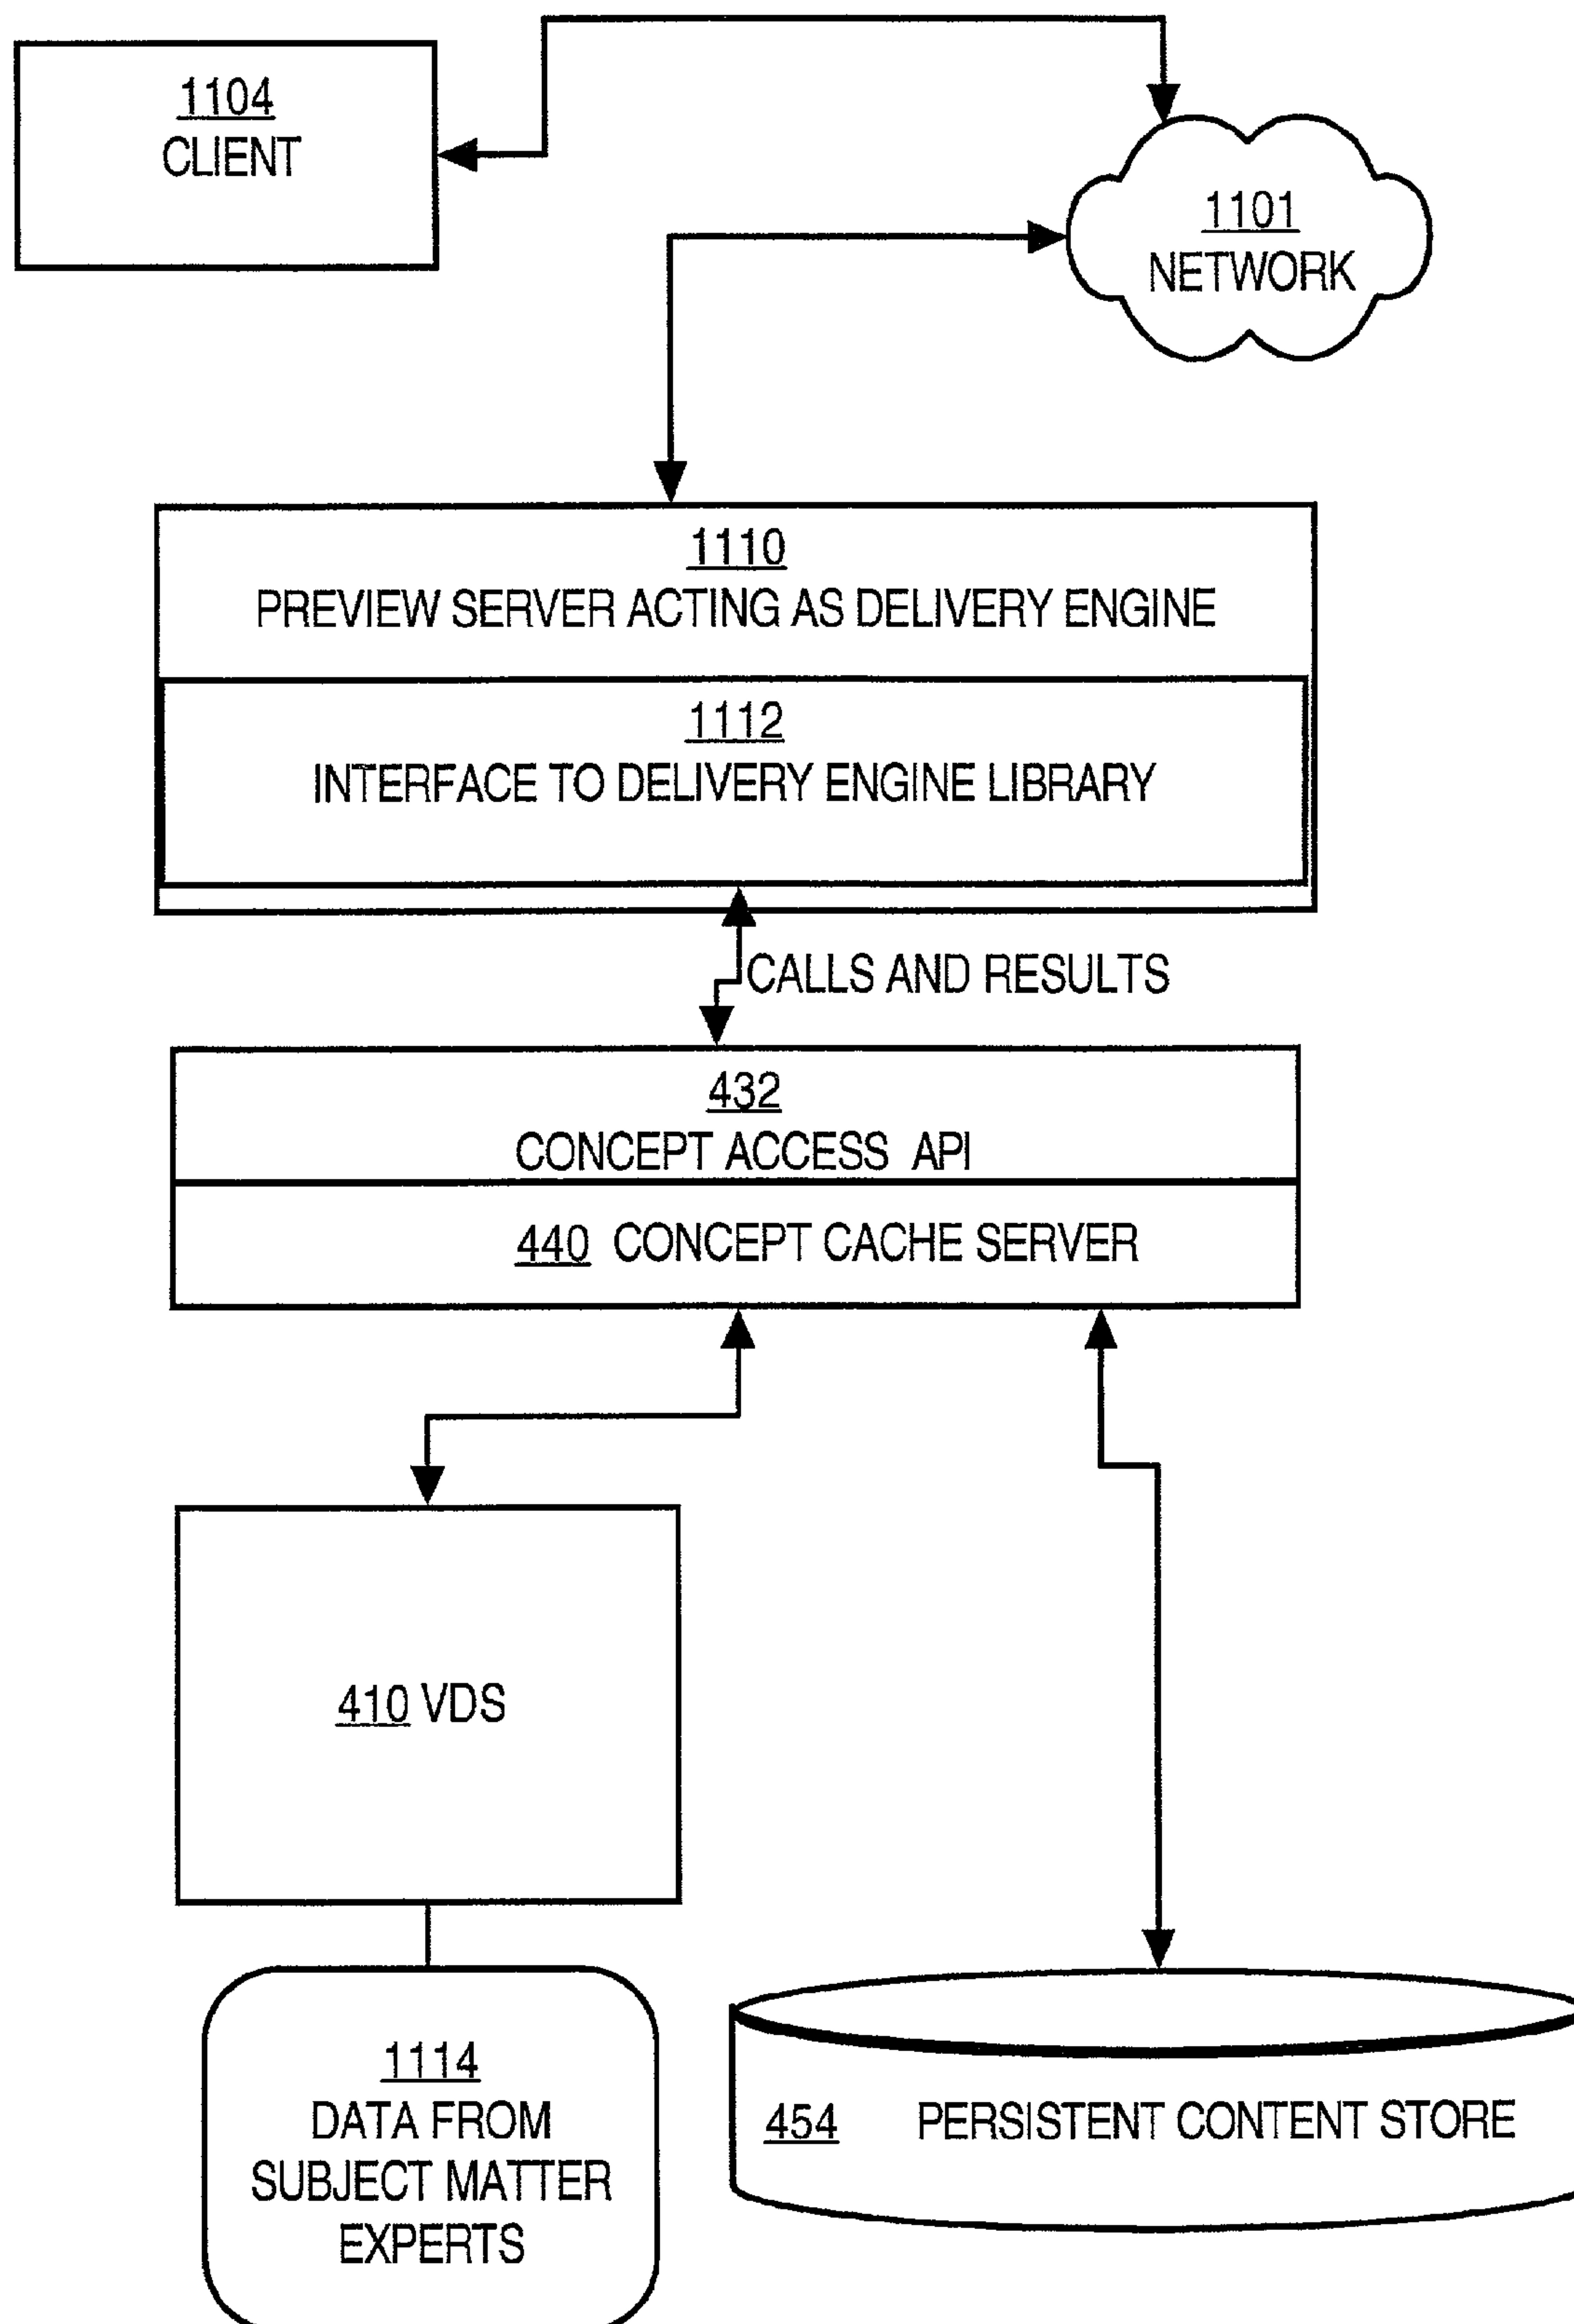 1104
CLIENT
1101
NETWORK
1110
PREVIEW SERVER ACTING AS DELIVERY ENGINE
1112
INTERFACE TO DELIVERY ENGINE LIBRARY
CALLS AND RESULTS
432
CONCEPT ACCESS API
440 CONCEPT CACHE SERVER
410 VDS
1114
DATA FROM
SUBJECT MATTER
EXPERTS
454 PERSISTENT CONTENT STORE